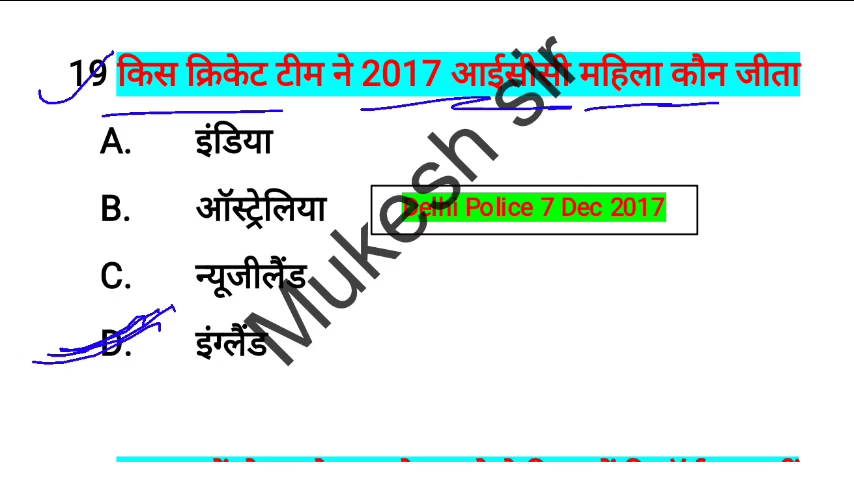 19 किस क्रिकेट टीम ने 2017 आईसीसी महिला कौन जीता
A. इंडिया
B. ऑस्ट्रेलिया
Delhi Police 7 Dec 2017
C. न्यूजीलैंड
D. इंग्लैंड
Mukesh sir